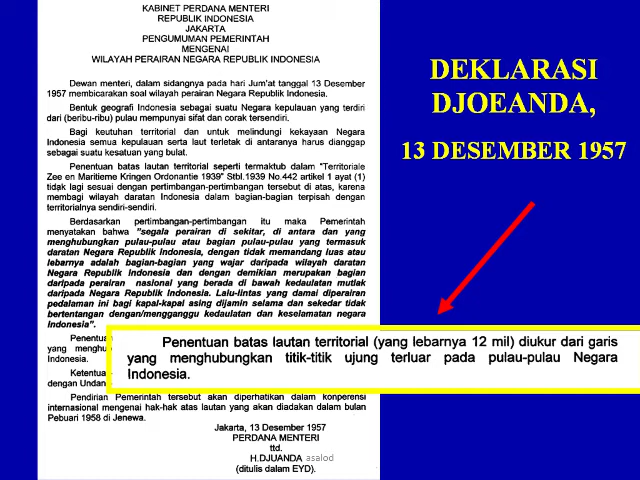 KABINET PERDANA MENTERI
REPUBLIK INDONESIA
JAKARTA
PENGUMUMAN PEMERINTAH
MENGENAI
WILAYAH PERAIRAN NEGARA REPUBLIK INDONESIA
Dewan menteri, dalam sidangnya pada hari Jum'at tanggal 13 Desember
1957 membicarakan soal wilayah perairan Negara Republik Indonesia.
Bentuk geografi Indonesia sebagai suatu Negara kepulauan yang terdiri
dari (beribu-ribu) pulau mempunyai sifat dan corak tersendiri.
Bagi keutuhan territorial dan untuk melindungi kekayaan Negara
Indonesia semua kepulauan serta laut terletak di antaranya harus dianggap
sebagai suatu kesatuan yang bulat.
Penentuan batas lautan territorial seperti termaktub dalam "Territoriale
Zee en Maritieme Kringen Ordonantie 1939" Stbl.1939 No.442 artikel 1 ayat (1)
tidak lagi sesuai dengan pertimbangan-pertimbangan tersebut di atas, karena
membagi wilayah daratan Indonesia dalam bagian-bagian terpisah dengan
territorialnya sendiri-sendiri.
Berdasarkan pertimbangan-pertimbangan itu maka Pemerintah
menyatakan bahwa "segala perairan di sekitar, di antara dan yang
menghubungkan pulau-pulau atau bagian pulau-pulau yang termasuk
daratan Negara Republik Indonesia, dengan tidak memandang luas atau
lebarnya adalah bagian-bagian yang wajar daripada wilayah daratan
Negara Republik Indonesia dan dengan demikian merupakan bagian
daripada perairan nasional yang berada di bawah kedaulatan mutlak
daripada Negara Republik Indonesia. Lalu-lintas yang damai diperairan
pedalaman ini bagi kapal-kapal asing dijamin selama dan sekedar tidak
bertentangan dengan/mengganggu kedaulatan dan keselamatan negara
Indonesia".
Penentua
yang menghu
Indonesia.
Ketentua
dengan Undan
Pendirian Pemerintah tersebut akan diperhatikan dalam konperensi
internasional mengenai hak-hak atas lautan yang akan diadakan dalam bulan
Pebuari 1958 di Jenewa.
Jakarta, 13 Desember 1957
PERDANA MENTERI
ttd.
H.DJUANDA asalod
(ditulis dalam EYD).
DEKLARASI
DJOEANDA,
13 DESEMBER 1957
Penentuan batas lautan territorial (yang lebarnya 12 mil) diukur dari garis
yang menghubungkan titik-titik ujung terluar pada pulau-pulau Negara
Indonesia.